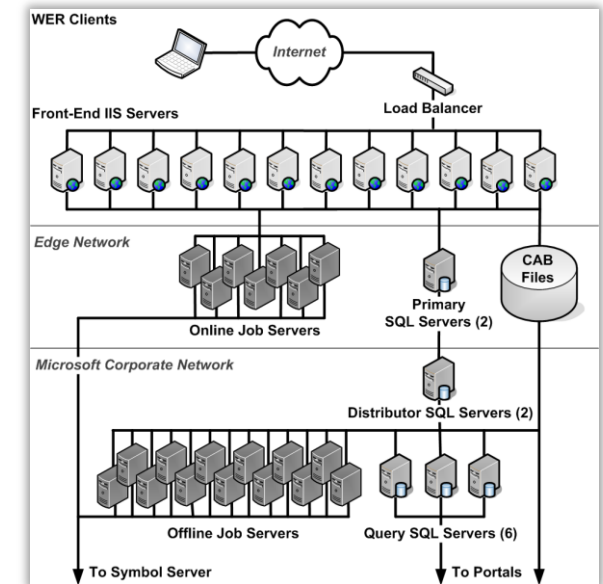 WER Clients
Internet
Load Balancer
Front-End IIS Servers
Edge Network
CAB
Files
Primary
SQL Servers (2)
Online Job Servers
Microsoft Corporate Network
Distributor SQL Servers (2)
Offline Job Servers
Query SQL Servers (6)
To Symbol Server
To Portals